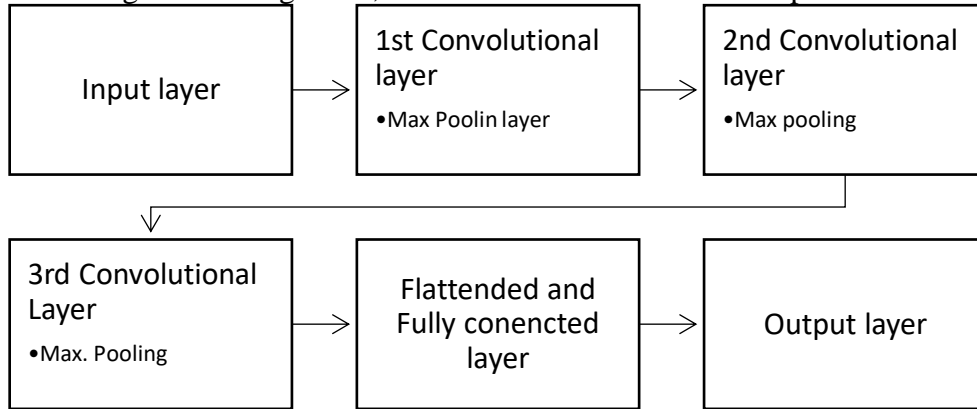 Input layer
1st Convolutional
layer
•Max Poolin layer
2nd Convolutional
layer
•Max pooling
3rd Convolutional
Layer
•Max. Pooling
Flattended and
Fully conencted
layer
Output layer